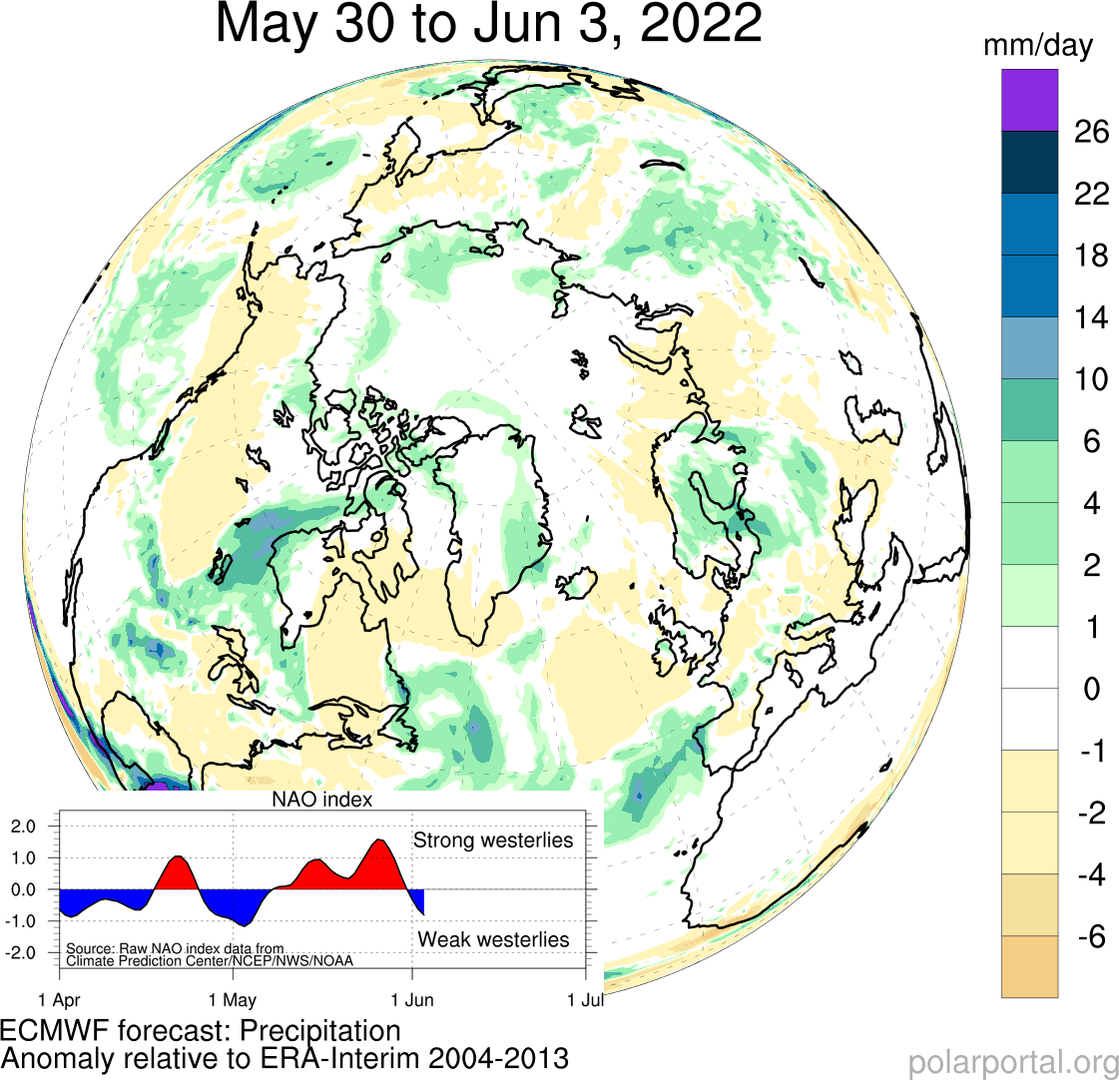 May 30 to Jun 3, 2022
mm/day
26
22
18
14
10
6
4
2
1
0
-1
-2
-4
-6
NAO index
2.0
1.0
0.0
-1.0
-2.0
Strong westerlies
Weak westerlies
Source: Raw NAO index data from
Climate Prediction Center/NCEP/NWS/NOAA
1 Apr
1 May
1 Jun
1 Jul
ECMWF forecast: Precipitation
Anomaly relative to ERA-Interim 2004-2013
polarportal.org